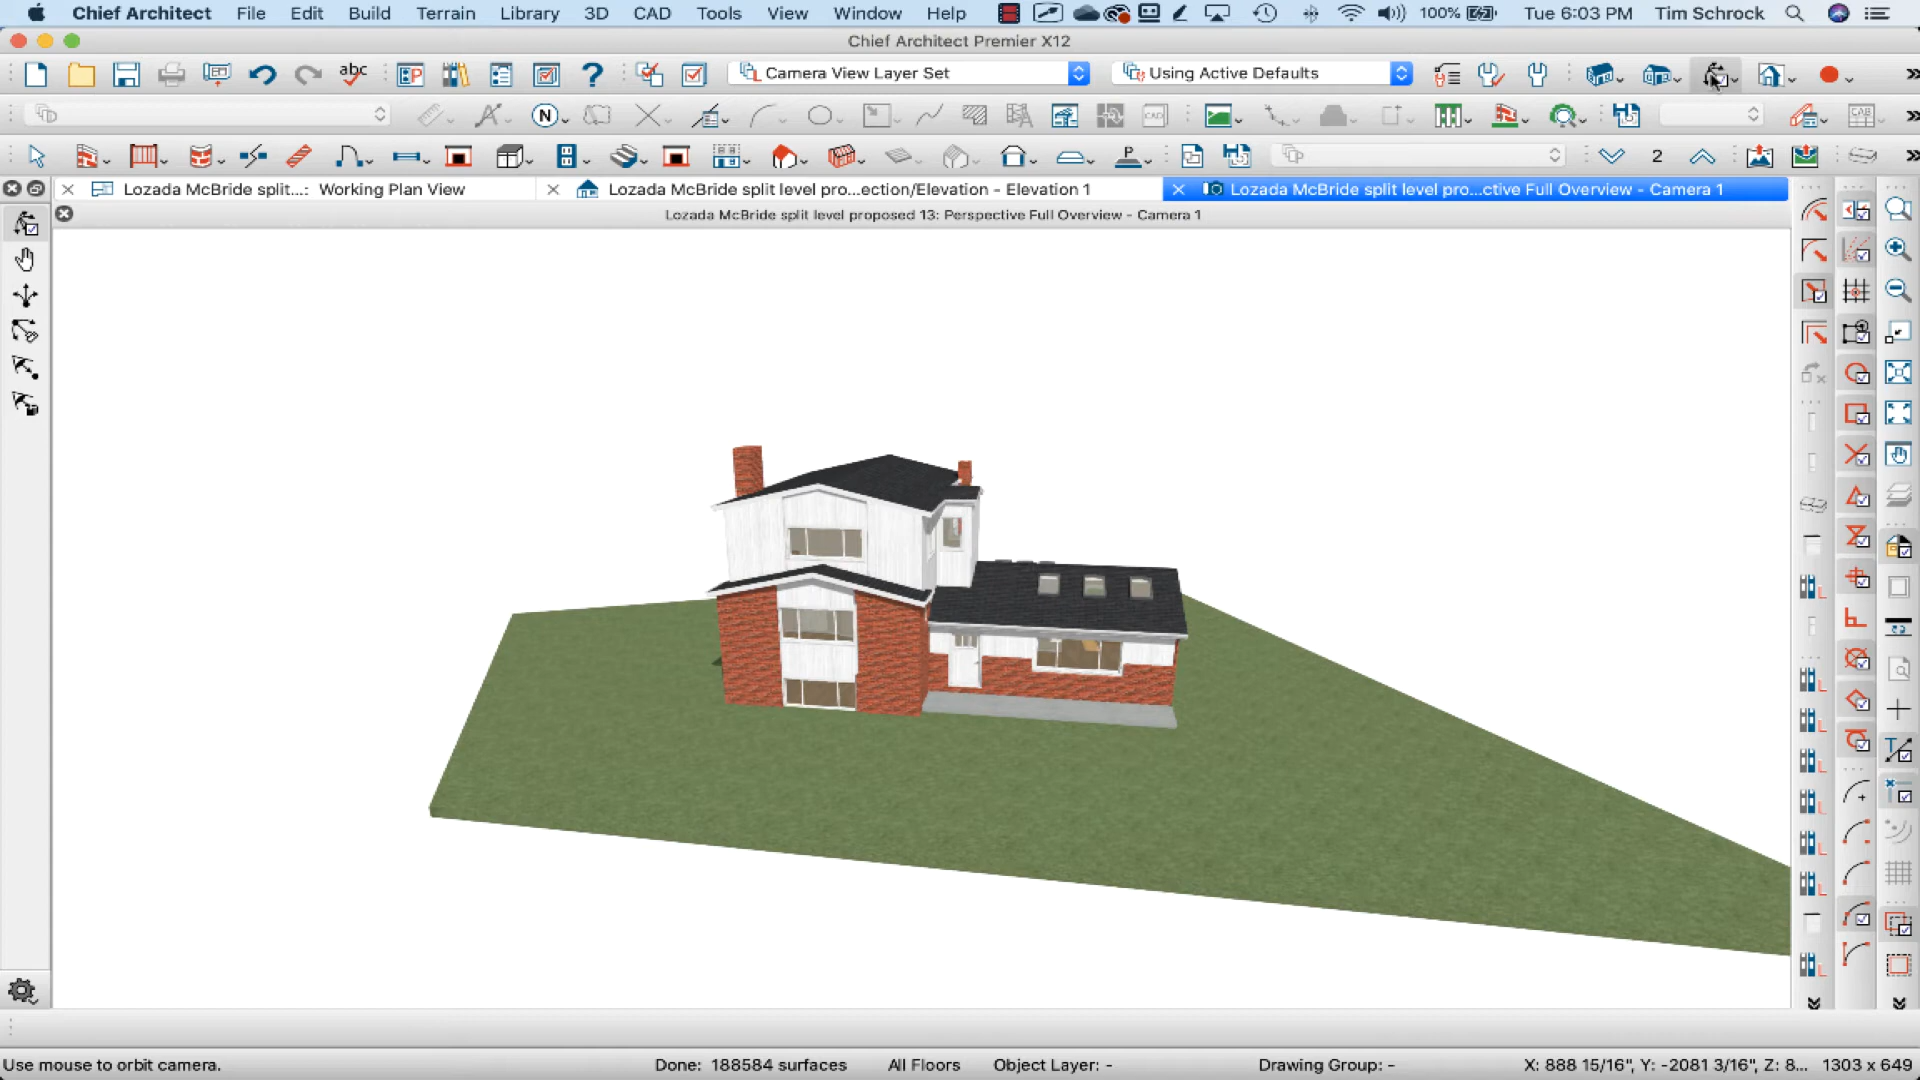 Chief Architect File Edit Build Terrain Library 3D CAD Tools View Window Help 100% Tue 6:03 PM Tim Schrock
Chief Architect Premier X12
abc P ? Camera View Layer Set Using Active Defaults
N CAD CAB
P 2
Lozada McBride split...: Working Plan View Lozada McBride split level pro...ection/Elevation - Elevation 1 Lozada McBride split level pro...ctive Full Overview - Camera 1
Lozada McBride split level proposed 13: Perspective Full Overview - Camera 1
Use mouse to orbit camera. Done: 188584 surfaces All Floors Object Layer: - Drawing Group: - X: 888 15/16", Y: -2081 3/16", Z: 8... 1303 x 649